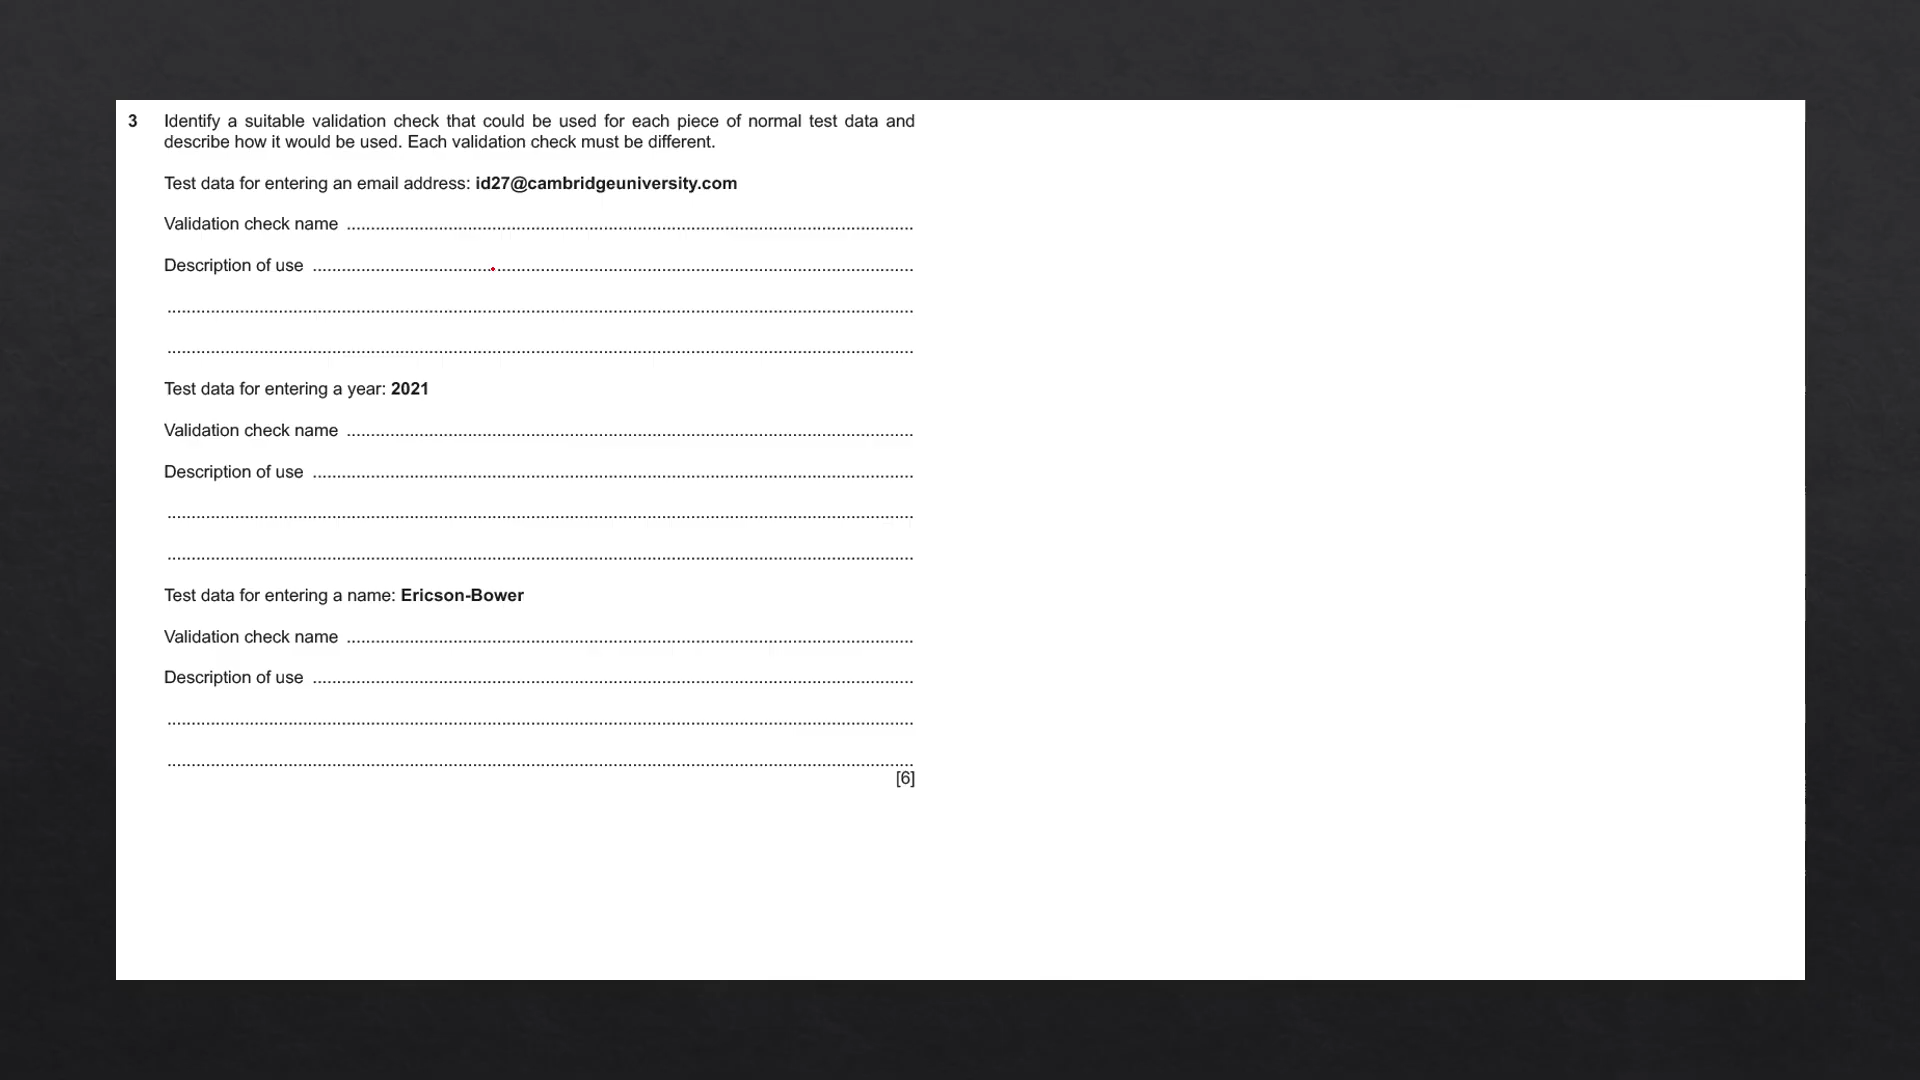 3 Identify a suitable validation check that could be used for each piece of normal test data and
describe how it would be used. Each validation check must be different.
Test data for entering an email address: id27@cambridgeuniversity.com
Validation check name ....................................................................................................................
Description of use ...........................................................................................................................
.........................................................................................................................................................
.........................................................................................................................................................
Test data for entering a year: 2021
Validation check name ....................................................................................................................
Description of use ...........................................................................................................................
.........................................................................................................................................................
.........................................................................................................................................................
Test data for entering a name: Ericson-Bower
Validation check name ....................................................................................................................
Description of use ...........................................................................................................................
.........................................................................................................................................................
.........................................................................................................................................................
[6]